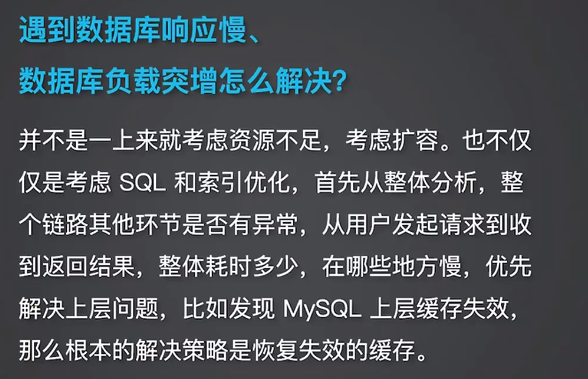 遇到数据库响应慢、
数据库负载突增怎么解决？
并不是一上来就考虑资源不足，考虑扩容。也不仅
仅是考虑 SQL 和索引优化，首先从整体分析，整
个链路其他环节是否有异常，从用户发起请求到收
到返回结果，整体耗时多少，在哪些地方慢，优先
解决上层问题，比如发现 MySQL 上层缓存失效，
那么根本的解决策略是恢复失效的缓存。